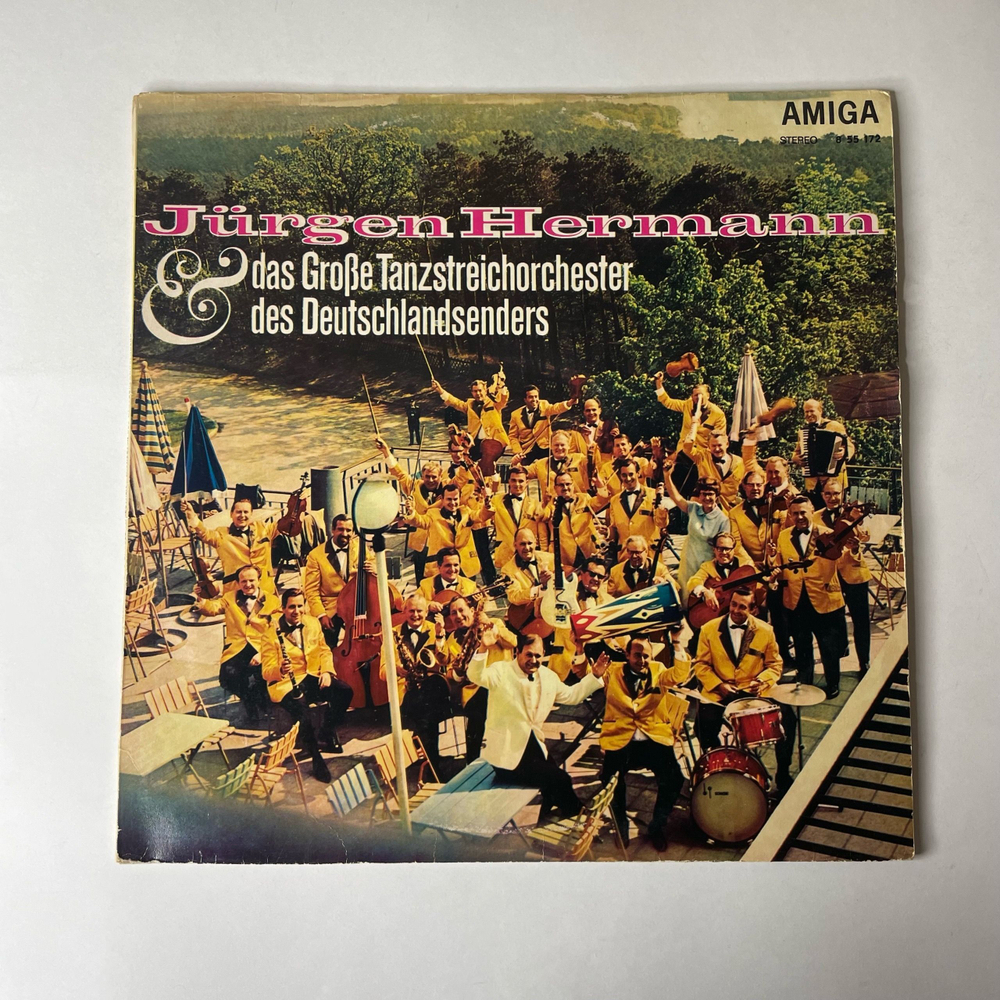 AMIGA
STEREO 8 55 172
Jürgen Hermann
& das Große Tanzstreichorchester
des Deutschlandsenders